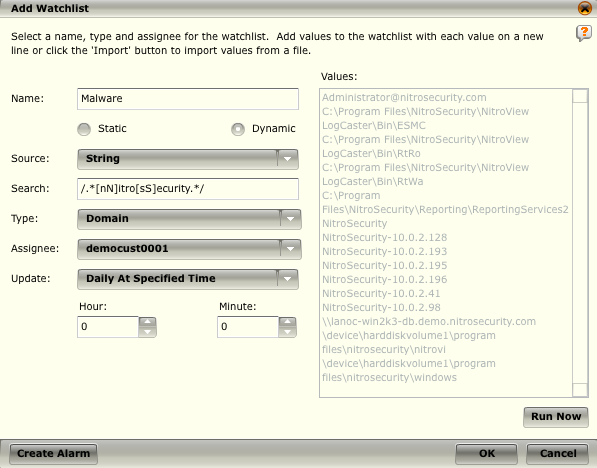 Add Watchlist
Select a name, type and assignee for the watchlist. Add values to the watchlist with each value on a new
line or click the 'Import' button to import values from a file.
Name:
Malware
Static
Dynamic
Source:
String
Search:
/.*[nN]itro[sS]ecurity.*/
Type:
Domain
Assignee:
democust0001
Update:
Daily At Specified Time
Hour:
Minute:
0
0
Values:
Administrator@nitrosecurity.com
C:\Program Files\NitroSecurity\NitroView
LogCaster\Bin\ESMC
C:\Program Files\NitroSecurity\NitroView
LogCaster\Bin\RtRo
C:\Program Files\NitroSecurity\NitroView
LogCaster\Bin\RtWa
C:\Program
Files\NitroSecurity\Reporting\ReportingServices2
NitroSecurity
NitroSecurity-10.0.2.128
NitroSecurity-10.0.2.193
NitroSecurity-10.0.2.195
NitroSecurity-10.0.2.196
NitroSecurity-10.0.2.41
NitroSecurity-10.0.2.98
\\lanoc-win2k3-db.demo.nitrosecurity.com
\device\harddiskvolume1\program
files\nitrosecurity\nitrovi
\device\harddiskvolume1\program
files\nitrosecurity\windows
Run Now
Create Alarm
OK
Cancel